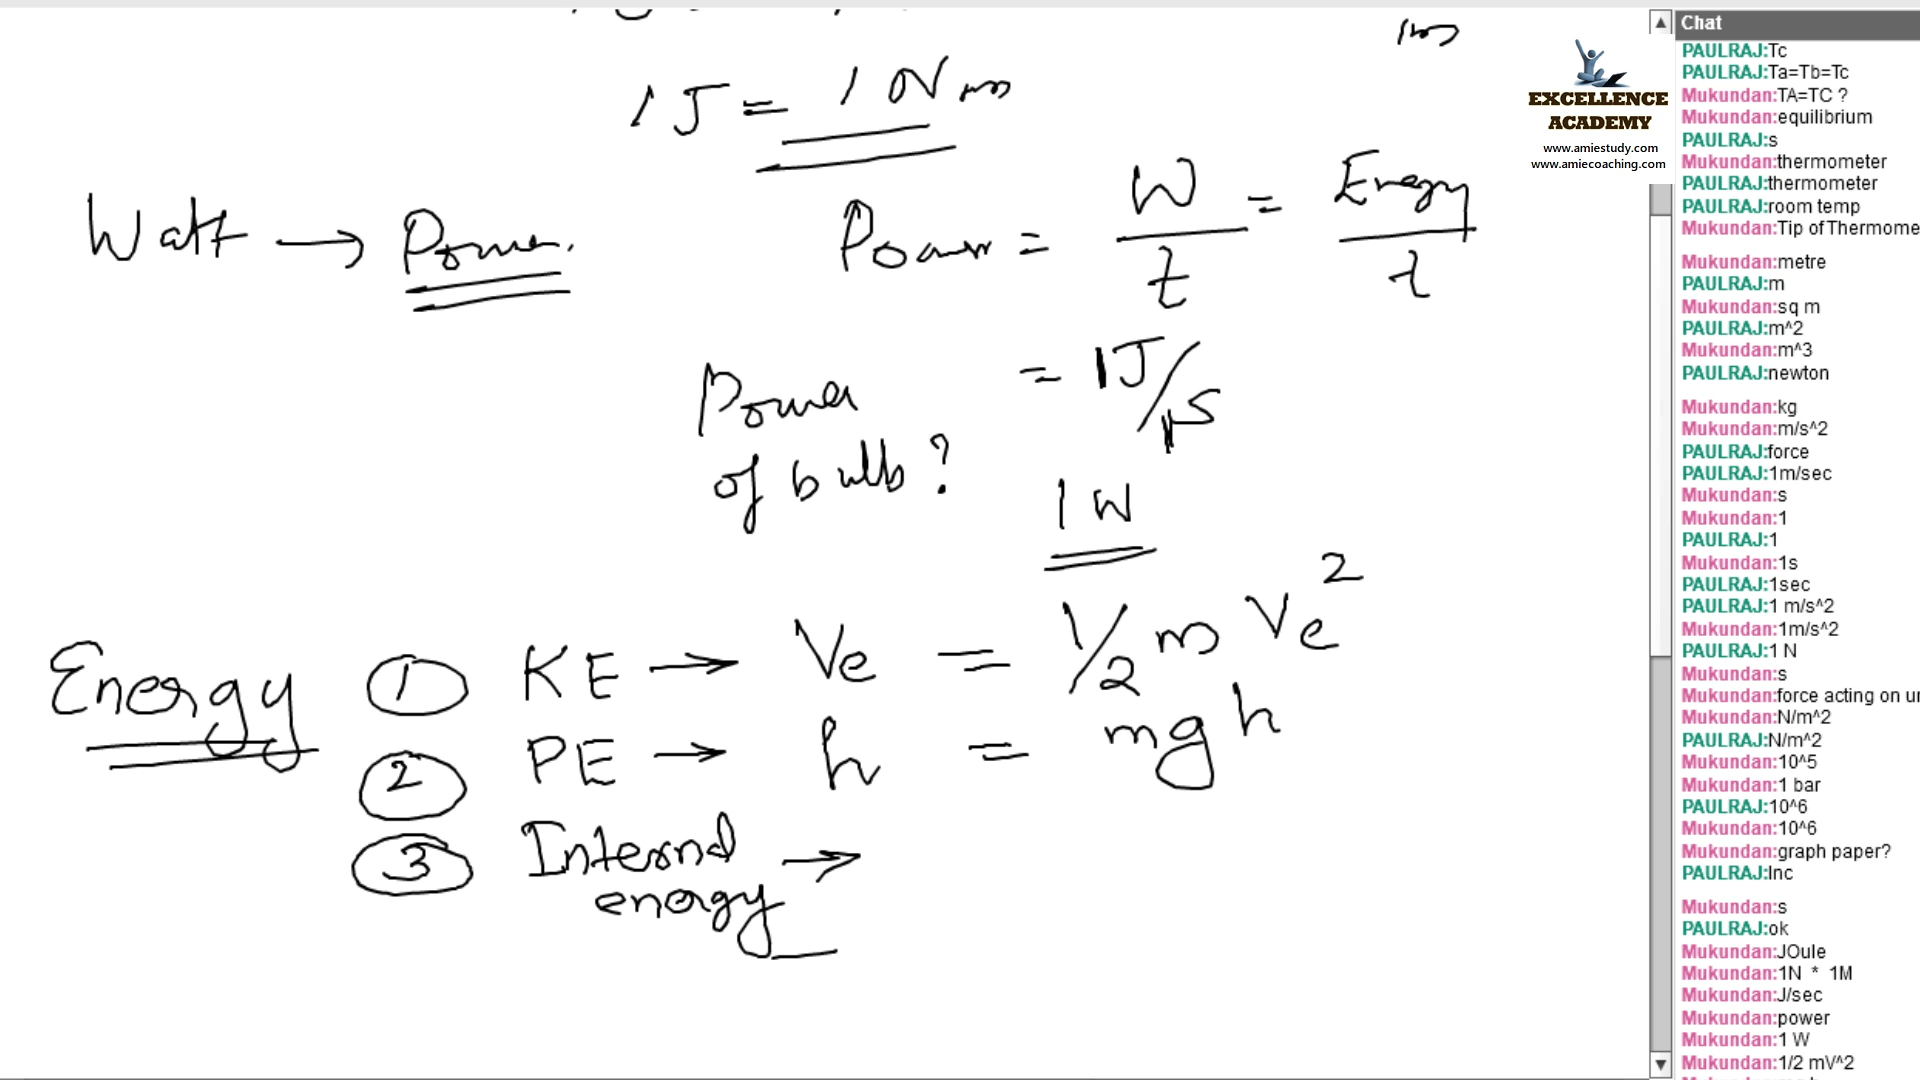 1m
1J = 1 Nm
Watt → Power.
Power = W/t = Energy/t
= 1J/1S
Power
of bulb?
1 W
Energy ① KE → Ve = 1/2 m Ve²
② PE → h = mgh
③ Internal →
energy
EXCELLENCE
ACADEMY
www.amiestudy.com
www.amiecoaching.com
Chat
PAULRAJ:Tc
PAULRAJ:Ta=Tb=Tc
Mukundan:TA=TC ?
Mukundan:equilibrium
PAULRAJ:s
Mukundan:thermometer
PAULRAJ:thermometer
PAULRAJ:room temp
Mukundan:Tip of Thermome
Mukundan:metre
PAULRAJ:m
Mukundan:sq m
PAULRAJ:m^2
Mukundan:m^3
PAULRAJ:newton
Mukundan:kg
Mukundan:m/s^2
PAULRAJ:force
PAULRAJ:1m/sec
Mukundan:s
Mukundan:1
PAULRAJ:1
Mukundan:1s
PAULRAJ:1sec
PAULRAJ:1 m/s^2
Mukundan:1m/s^2
PAULRAJ:1 N
Mukundan:s
Mukundan:force acting on un
Mukundan:N/m^2
PAULRAJ:N/m^2
Mukundan:10^5
Mukundan:1 bar
PAULRAJ:10^6
Mukundan:10^6
Mukundan:graph paper?
PAULRAJ:Inc
Mukundan:s
PAULRAJ:ok
Mukundan:JOule
Mukundan:1N * 1M
Mukundan:J/sec
Mukundan:power
Mukundan:1 W
Mukundan:1/2 mV^2